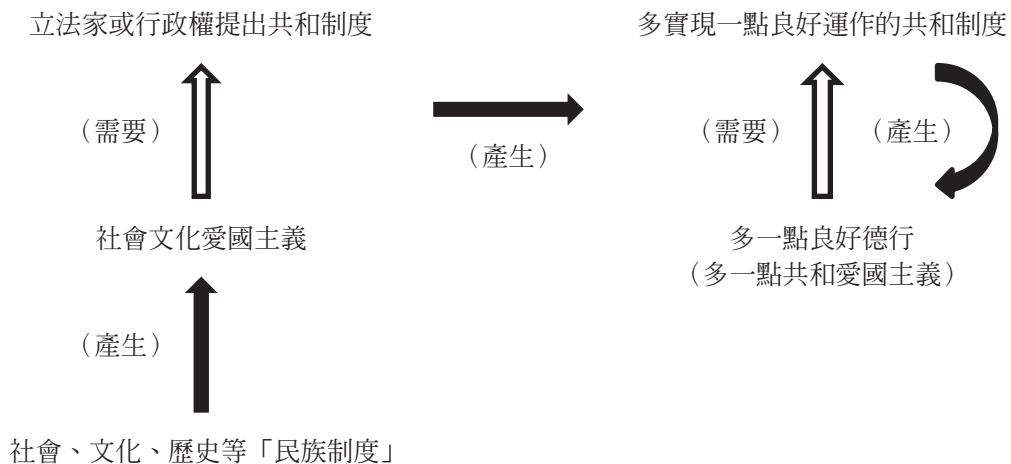 立法家或行政權提出共和制度
多實現一點良好運作的共和制度
（需要）
（產生）
（需要）
（產生）
社會文化愛國主義
多一點良好德行
（多一點共和愛國主義）
（產生）
社會、文化、歷史等「民族制度」